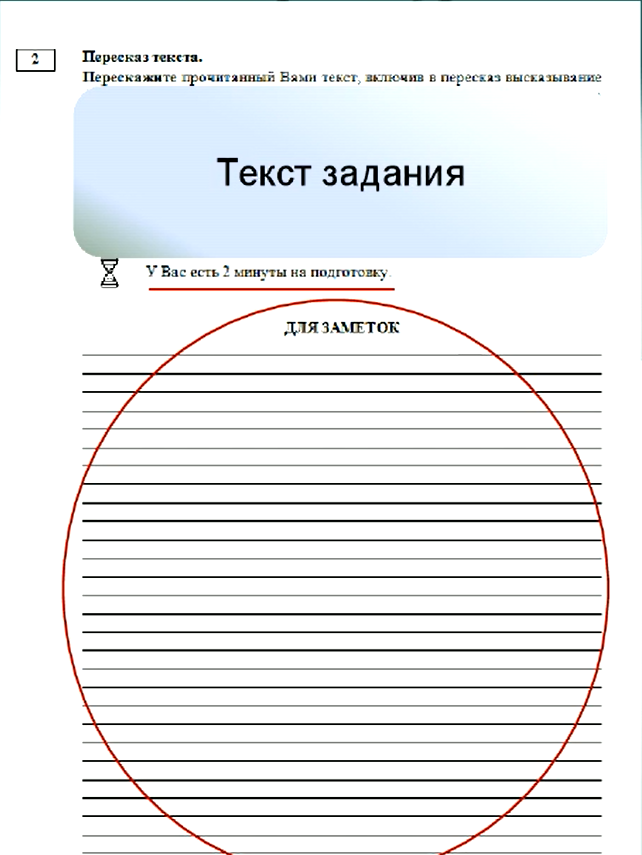 2
Пересказ текста.
Перескажите прочитанный Вами текст, включив в пересказ высказывание
Текст задания
У Вас есть 2 минуты на подготовку.
ДЛЯ ЗАМЕТОК